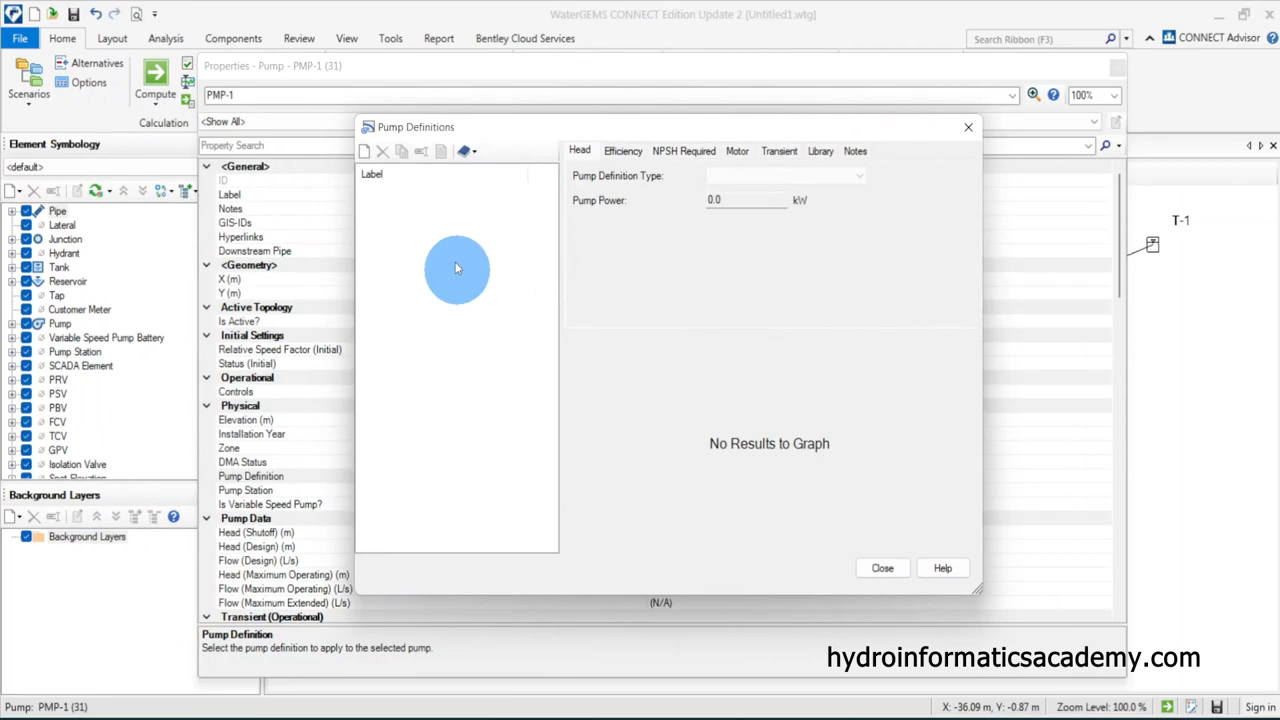 WaterGEMS CONNECT Edition Update 2 [Untitled1.wtg]
File Home Layout Analysis Components Review View Tools Report Bentley Cloud Services
Search Ribbon (F3)
CONNECT Advisor
Scenarios
Alternatives
Options
Compute
Calculation
Properties - Pump - PMP-1 (31)
PMP-1
100%
<Show All>
Property Search
Element Symbology
<default>
Pipe
Lateral
Junction
Hydrant
Tank
Reservoir
Tap
Customer Meter
Pump
Variable Speed Pump Battery
Pump Station
SCADA Element
PRV
PSV
PBV
FCV
TCV
GPV
Isolation Valve
Spot Elevation
Background Layers
Background Layers
<General>
ID
Label
Notes
GIS-IDs
Hyperlinks
Downstream Pipe
<Geometry>
X (m)
Y (m)
Active Topology
Is Active?
Initial Settings
Relative Speed Factor (Initial)
Status (Initial)
Operational
Controls
Physical
Elevation (m)
Installation Year
Zone
DMA Status
Pump Definition
Pump Station
Is Variable Speed Pump?
Pump Data
Head (Shutoff) (m)
Head (Design) (m)
Flow (Design) (L/s)
Head (Maximum Operating) (m)
Flow (Maximum Operating) (L/s)
Flow (Maximum Extended) (L/s)
(N/A)
Transient (Operational)
Pump Definition
Select the pump definition to apply to the selected pump.
Pump Definitions
Label
Head Efficiency NPSH Required Motor Transient Library Notes
Pump Definition Type:
Pump Power: 0.0 kW
No Results to Graph
Close Help
T-1
hydroinformaticsacademy.com
Pump: PMP-1 (31)
X: -36.09 m, Y: -0.87 m
Zoom Level: 100.0 %
Sign in